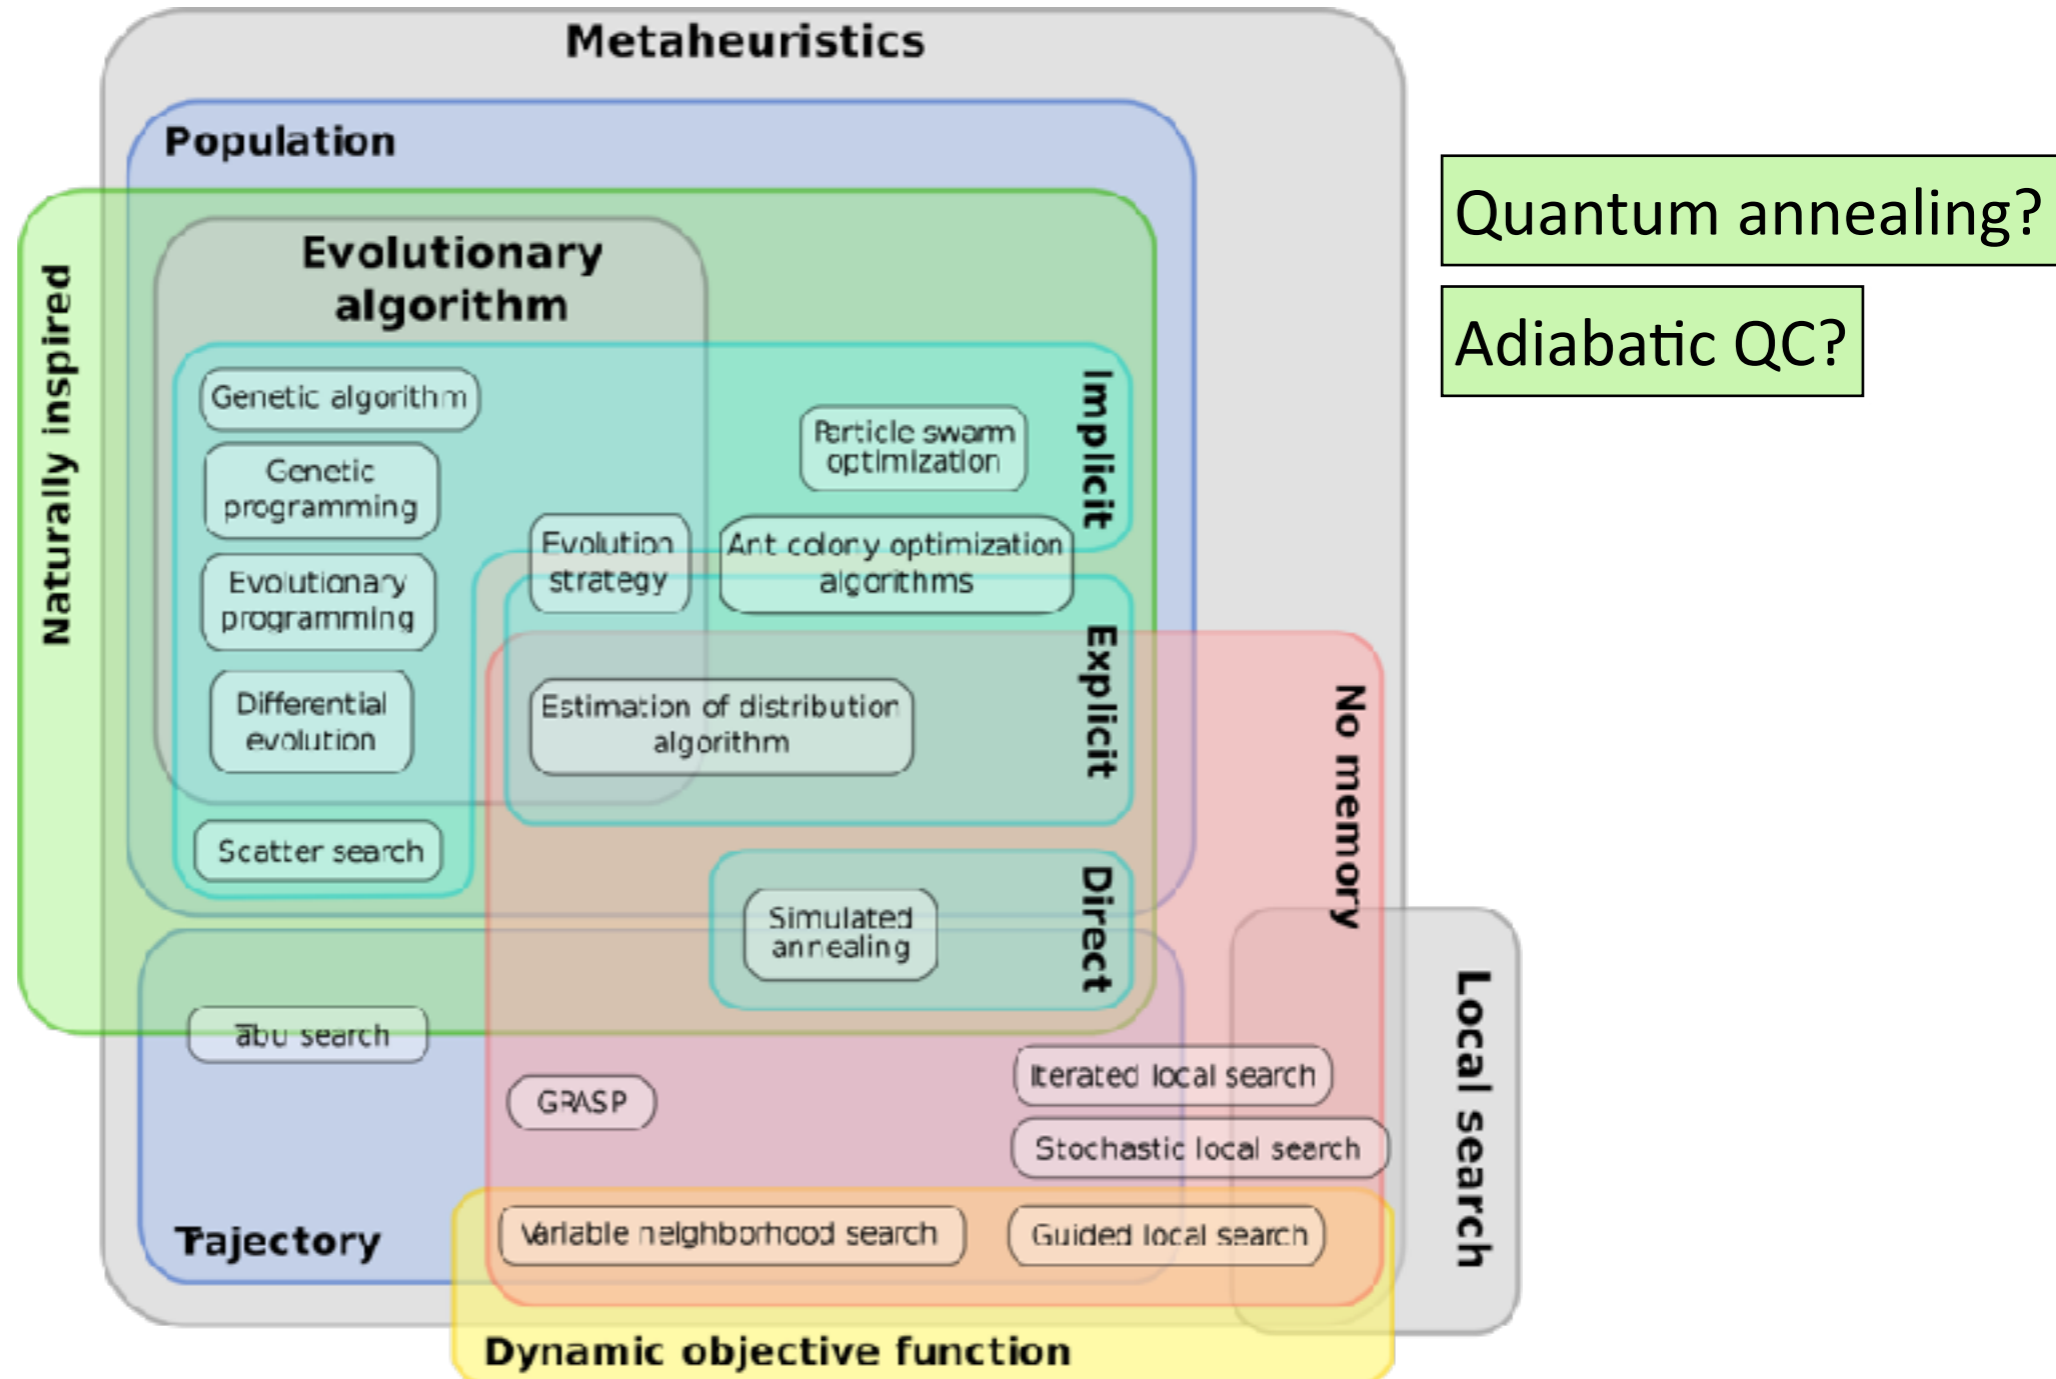 Metaheuristics
Population
Naturally inspired
Evolutionary
algorithm
Implicit
Genetic algorithm
Genetic
programming
Evolutionary
programming
Differential
evolution
Scatter search
Particle swarm
optimization
Evolution
strategy
Ant colony optimization
algorithms
Explicit
Estimation of distribution
algorithm
No memory
Direct
Simulated
annealing
Tabu search
GRASP
Iterated local search
Stochastic local search
Local search
Trajectory
Variable neighborhood search
Guided local search
Dynamic objective function
Quantum annealing?
Adiabatic QC?